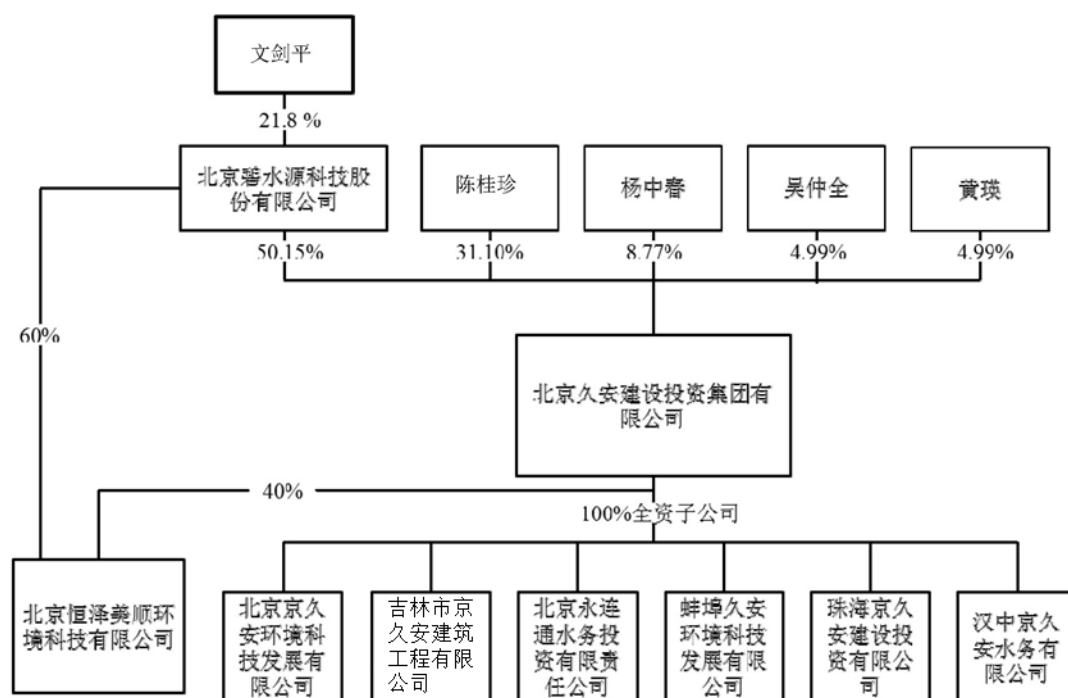 文剑平
21.8 %
北京碧水源科技股
份有限公司
陈桂珍
杨中春
吴仲全
黄瑛
50.15%
31.10%
8.77%
4.99%
4.99%
60%
北京久安建设投资集团有
限公司
40%
100%全资子公司
北京恒泽美顺环
境科技有限公司
北京京久
安环境科
技发展有
限公司
吉林市京
久安建筑
工程有限
公司
北京永连
通水务投
资有限责
任公司
蚌埠久安
环境科技
发展有限
公司
珠海京久
安建设投
资有限公
司
汉中京久
安水务有
限公司